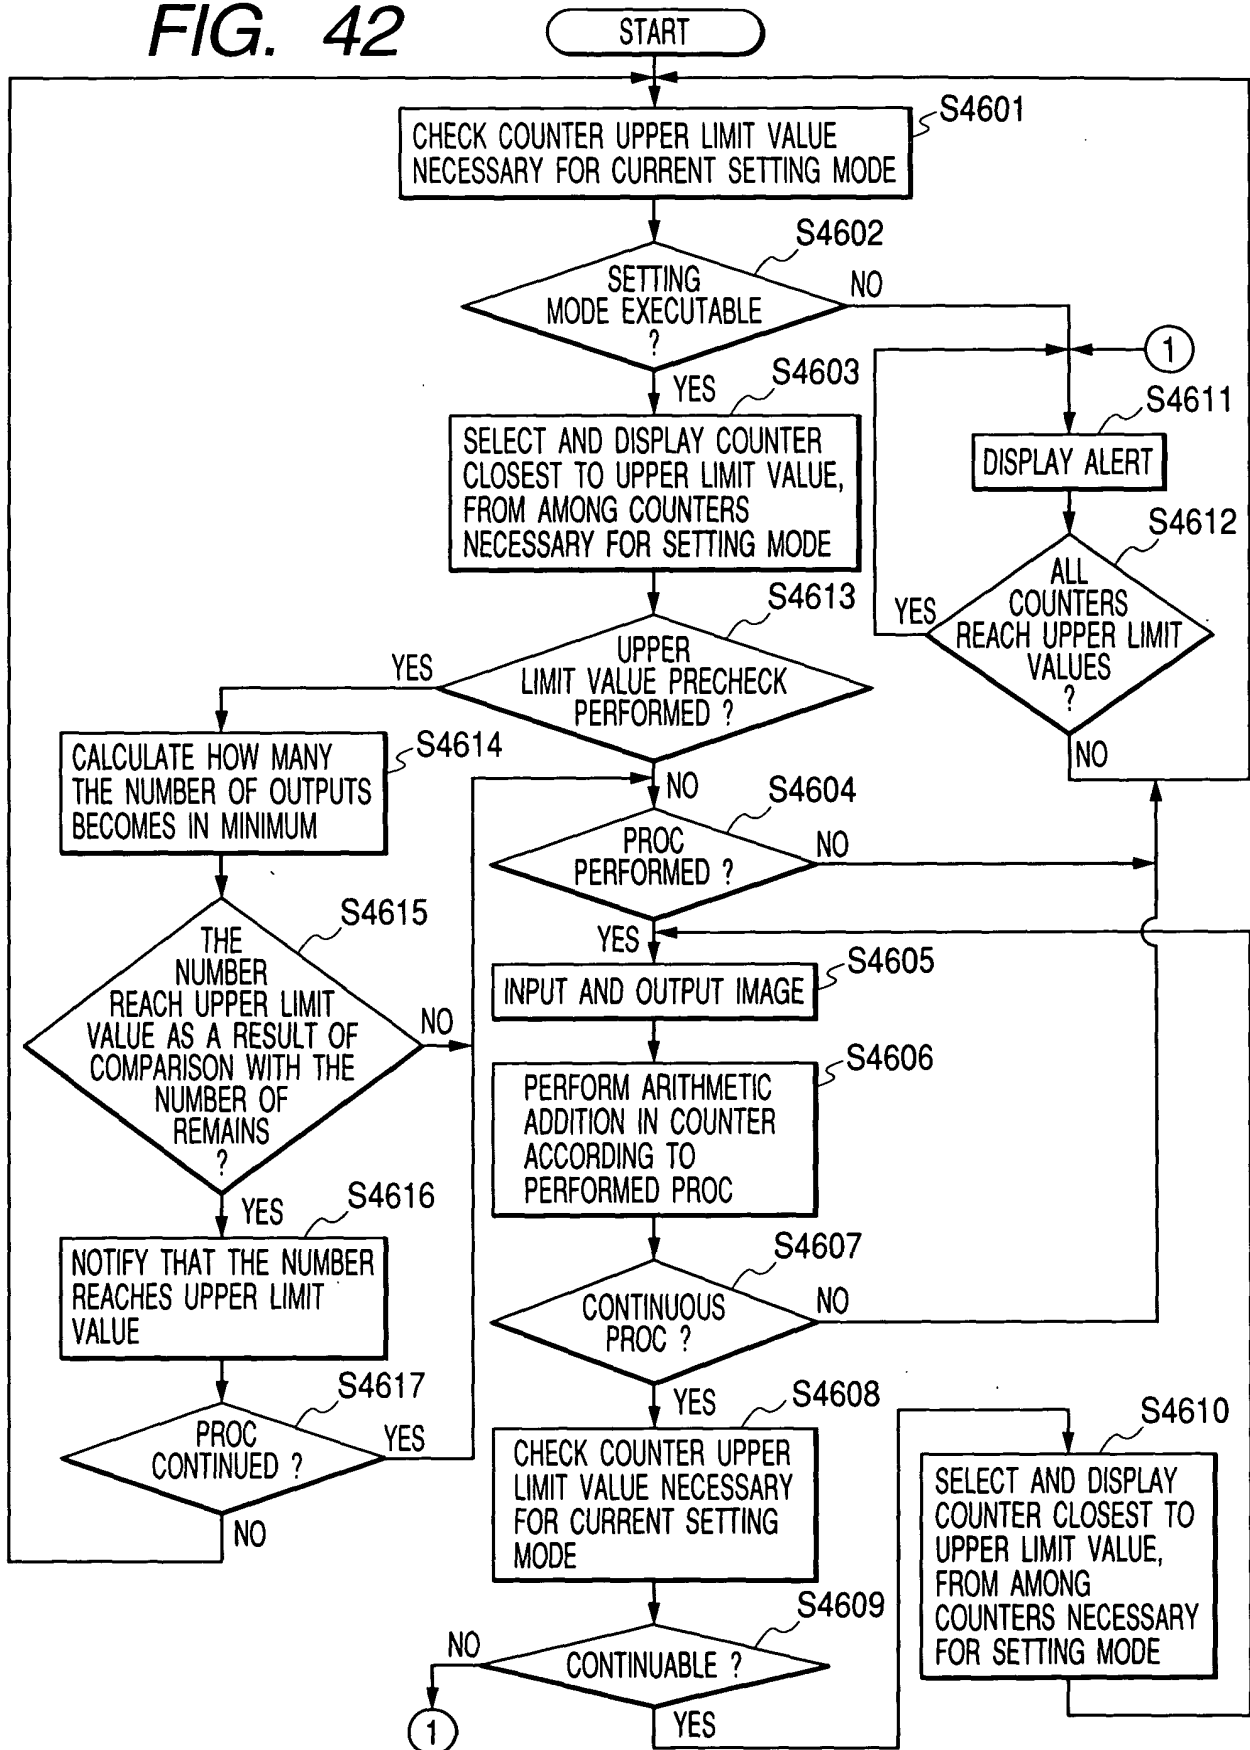 FIG. 42
START
S4601
CHECK COUNTER UPPER LIMIT VALUE
NECESSARY FOR CURRENT SETTING MODE
S4602
SETTING
MODE EXECUTABLE
?
NO
YES
1
S4603
SELECT AND DISPLAY COUNTER
CLOSEST TO UPPER LIMIT VALUE,
FROM AMONG COUNTERS
NECESSARY FOR SETTING MODE
S4611
DISPLAY ALERT
S4612
ALL
COUNTERS
REACH UPPER LIMIT
VALUES
?
YES
NO
S4613
UPPER
LIMIT VALUE PRECHECK
PERFORMED ?
YES
NO
S4614
CALCULATE HOW MANY
THE NUMBER OF OUTPUTS
BECOMES IN MINIMUM
S4604
PROC
PERFORMED ?
NO
YES
S4615
THE
NUMBER
REACH UPPER LIMIT
VALUE AS A RESULT OF
COMPARISON WITH THE
NUMBER OF
REMAINS
?
NO
YES
S4605
INPUT AND OUTPUT IMAGE
S4606
PERFORM ARITHMETIC
ADDITION IN COUNTER
ACCORDING TO
PERFORMED PROC
S4616
NOTIFY THAT THE NUMBER
REACHES UPPER LIMIT
VALUE
S4607
CONTINUOUS
PROC ?
NO
YES
S4617
PROC
CONTINUED ?
YES
NO
S4608
CHECK COUNTER UPPER
LIMIT VALUE NECESSARY
FOR CURRENT SETTING
MODE
S4610
SELECT AND DISPLAY
COUNTER CLOSEST TO
UPPER LIMIT VALUE,
FROM AMONG
COUNTERS NECESSARY
FOR SETTING MODE
S4609
CONTINUABLE ?
NO
YES
1